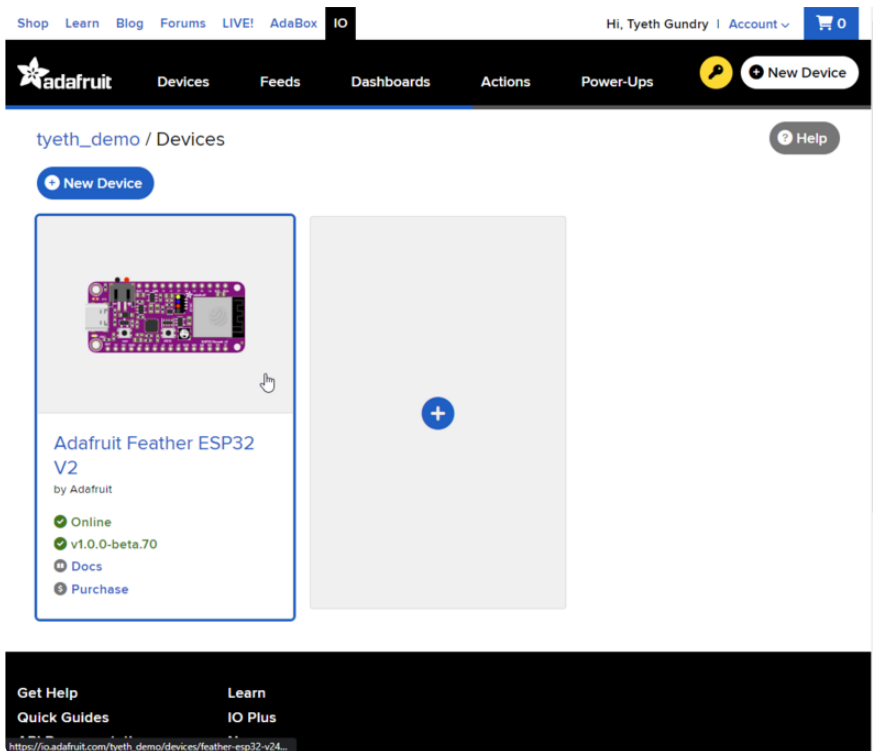 Shop Learn Blog Forums LIVE! AdaBox IO Hi, Tyeth Gundry | Account 0
adafruit Devices Feeds Dashboards Actions Power-Ups New Device
tyeth_demo / Devices Help
New Device
Adafruit Feather ESP32
V2
by Adafruit
Online
v1.0.0-beta.70
Docs
Purchase
Get Help Learn
Quick Guides IO Plus
https://io.adafruit.com/tyeth_demo/devices/feather-esp32-v24...